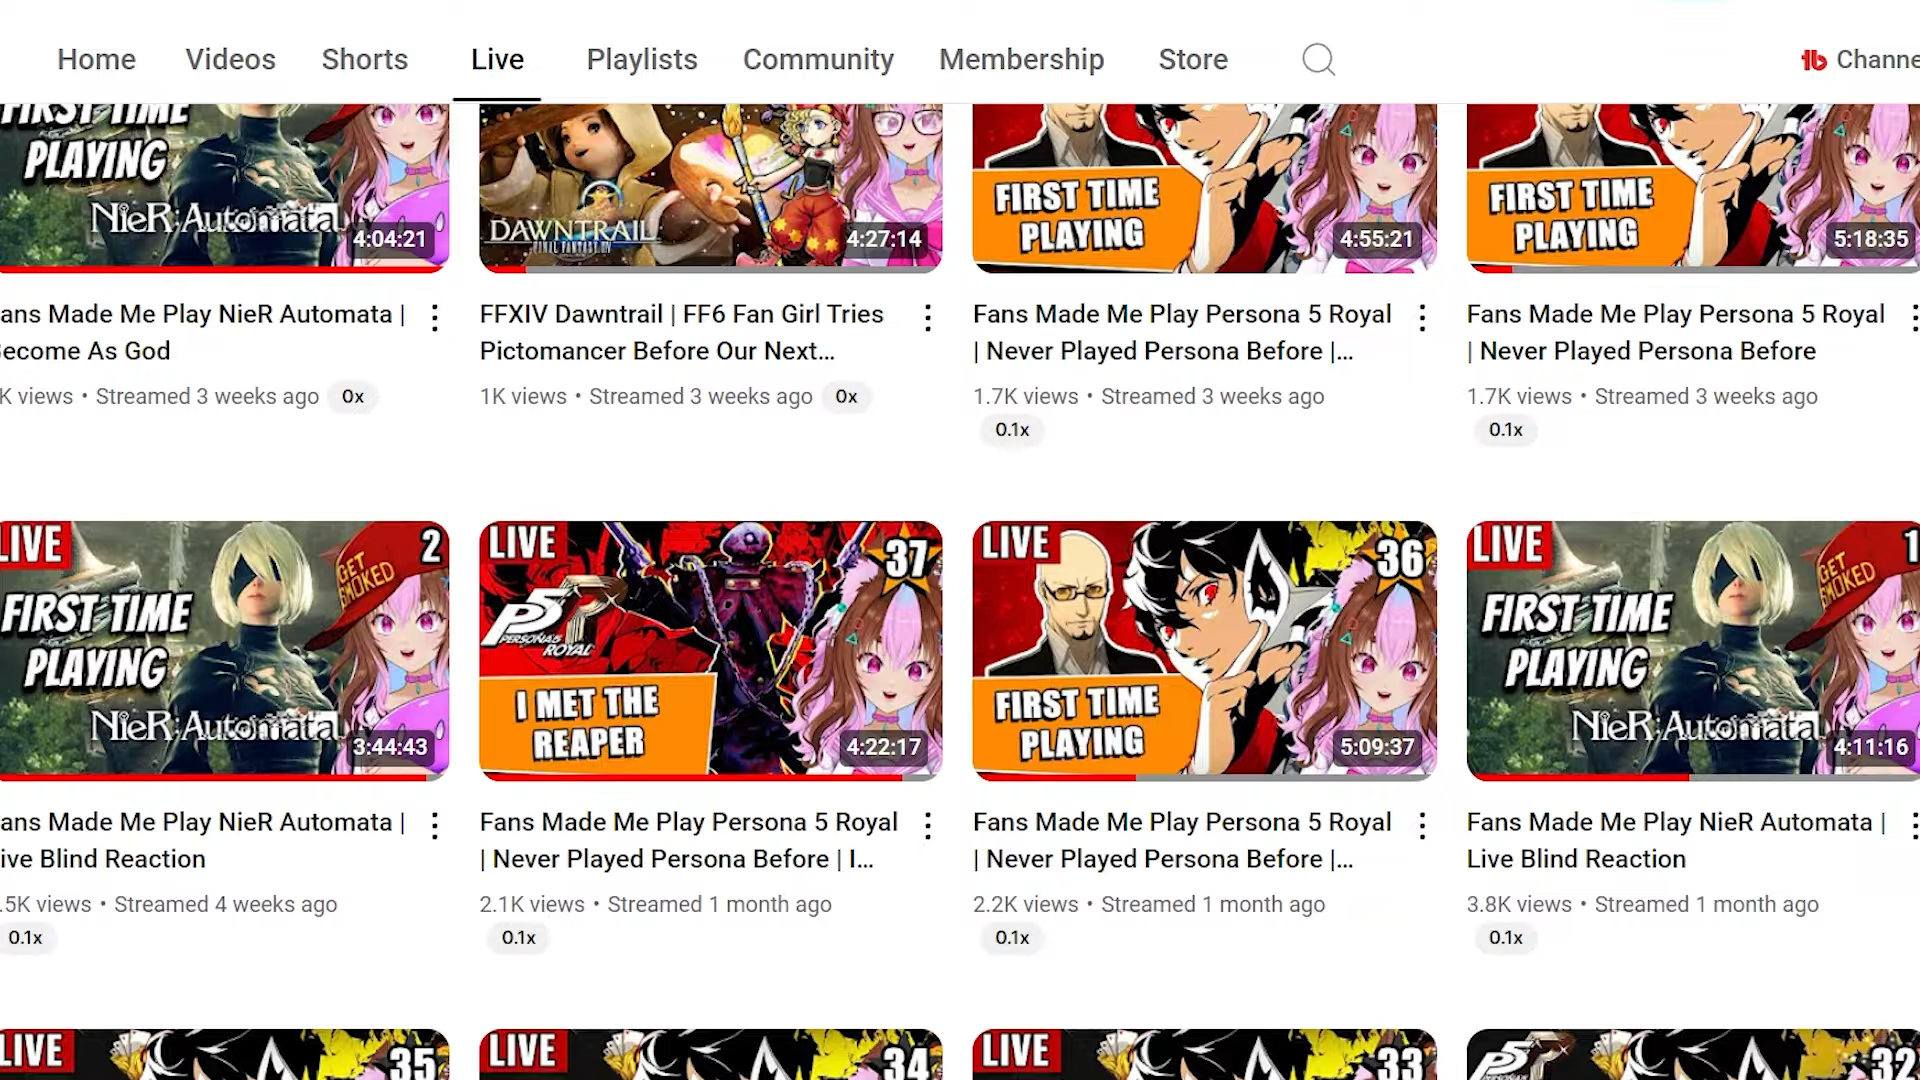 Home Videos Shorts Live Playlists Community Membership Store
Channe
FIRST TIME
PLAYING
NieR:Automata
4:04:21
DAWNTRAIL
FINAL FANTASY XIV
4:27:14
FIRST TIME
PLAYING
4:55:21
FIRST TIME
PLAYING
5:18:35
ans Made Me Play NieR Automata |
Become As God
K views • Streamed 3 weeks ago 0x
FFXIV Dawntrail | FF6 Fan Girl Tries
Pictomancer Before Our Next...
1K views • Streamed 3 weeks ago 0x
Fans Made Me Play Persona 5 Royal
| Never Played Persona Before |...
1.7K views • Streamed 3 weeks ago
0.1x
Fans Made Me Play Persona 5 Royal
| Never Played Persona Before
1.7K views • Streamed 3 weeks ago
0.1x
LIVE 2
GET
SMOKED
FIRST TIME
PLAYING
NieR:Automata
3:44:43
LIVE 37
P5R
PERSONA5
ROYAL
I MET THE
REAPER
4:22:17
LIVE 36
FIRST TIME
PLAYING
5:09:37
LIVE 1
GET
SMOKED
FIRST TIME
PLAYING
NieR:Automata
4:11:16
ans Made Me Play NieR Automata |
ive Blind Reaction
.5K views • Streamed 4 weeks ago
0.1x
Fans Made Me Play Persona 5 Royal
| Never Played Persona Before | I...
2.1K views • Streamed 1 month ago
0.1x
Fans Made Me Play Persona 5 Royal
| Never Played Persona Before |...
2.2K views • Streamed 1 month ago
0.1x
Fans Made Me Play NieR Automata |
Live Blind Reaction
3.8K views • Streamed 1 month ago
0.1x
LIVE 35
LIVE 34
LIVE 33
P5 32